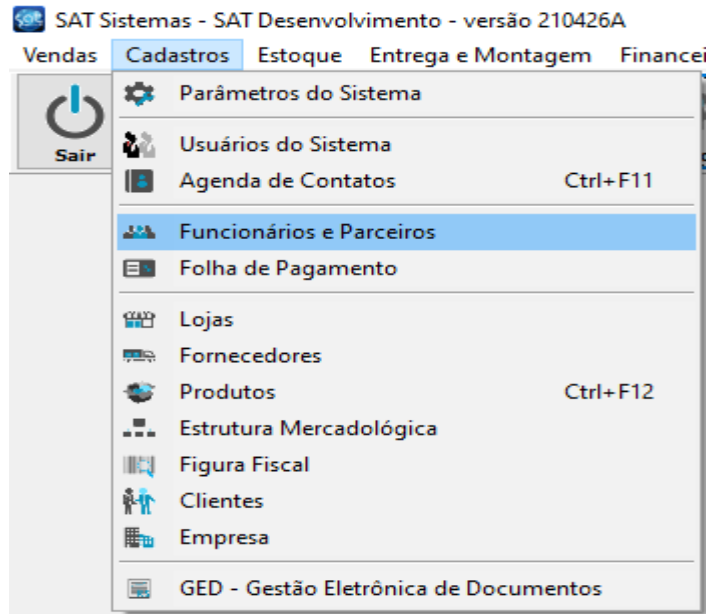 SAT Sistemas - SAT Desenvolvimento - versão 210426A
Vendas Cadastros Estoque Entrega e Montagem Financei
Sair
Parâmetros do Sistema
Usuários do Sistema
Agenda de Contatos Ctrl+F11
Funcionários e Parceiros
Folha de Pagamento
Lojas
Fornecedores
Produtos Ctrl+F12
Estrutura Mercadológica
Figura Fiscal
Clientes
Empresa
GED - Gestão Eletrônica de Documentos